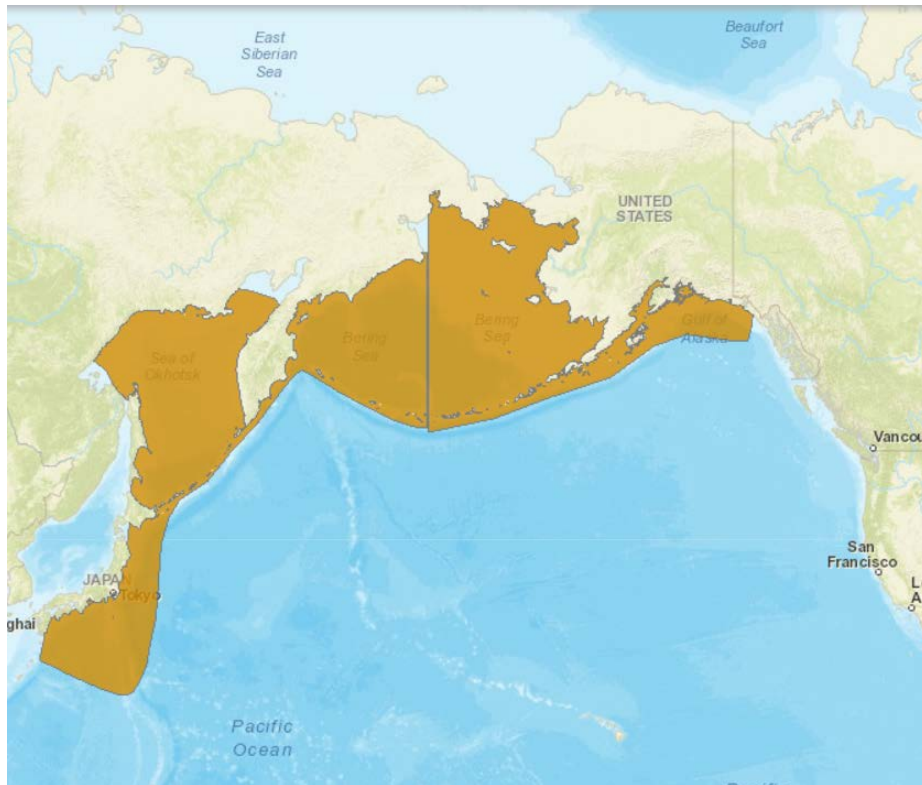 Beaufort
Sea
East
Siberian
Sea
UNITED
STATES
Bering
Sea
Bering
Sea
Gulf of
Alaska
Sea of
Okhotsk
Vancou
San
Francisco
L
A
JAPAN
Tokyo
ghai
Pacific
Ocean